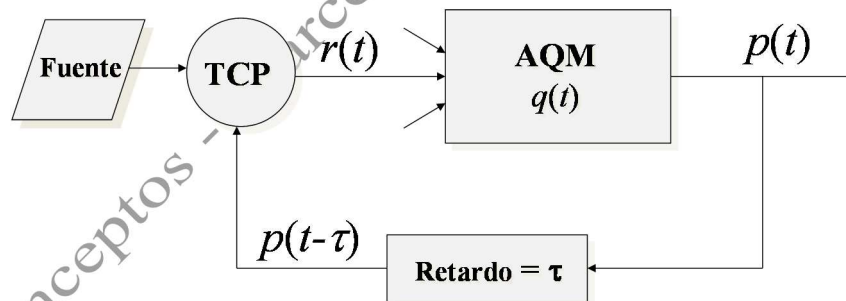 Fuente
TCP
r(t)
AQM
q(t)
p(t)
p(t-τ)
Retardo = τ